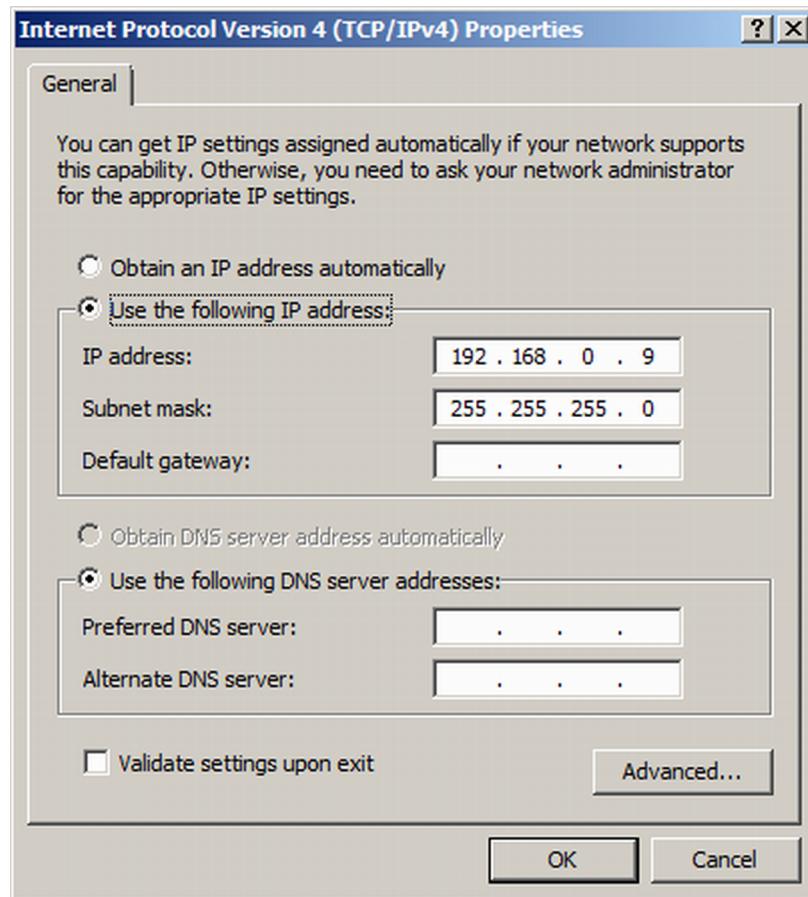 Internet Protocol Version 4 (TCP/IPv4) Properties
General
You can get IP settings assigned automatically if your network supports
this capability. Otherwise, you need to ask your network administrator
for the appropriate IP settings.
Obtain an IP address automatically
Use the following IP address:
IP address: 192 . 168 . 0 . 9
Subnet mask: 255 . 255 . 255 . 0
Default gateway: . . .
Obtain DNS server address automatically
Use the following DNS server addresses:
Preferred DNS server: . . .
Alternate DNS server: . . .
Validate settings upon exit
Advanced...
OK Cancel